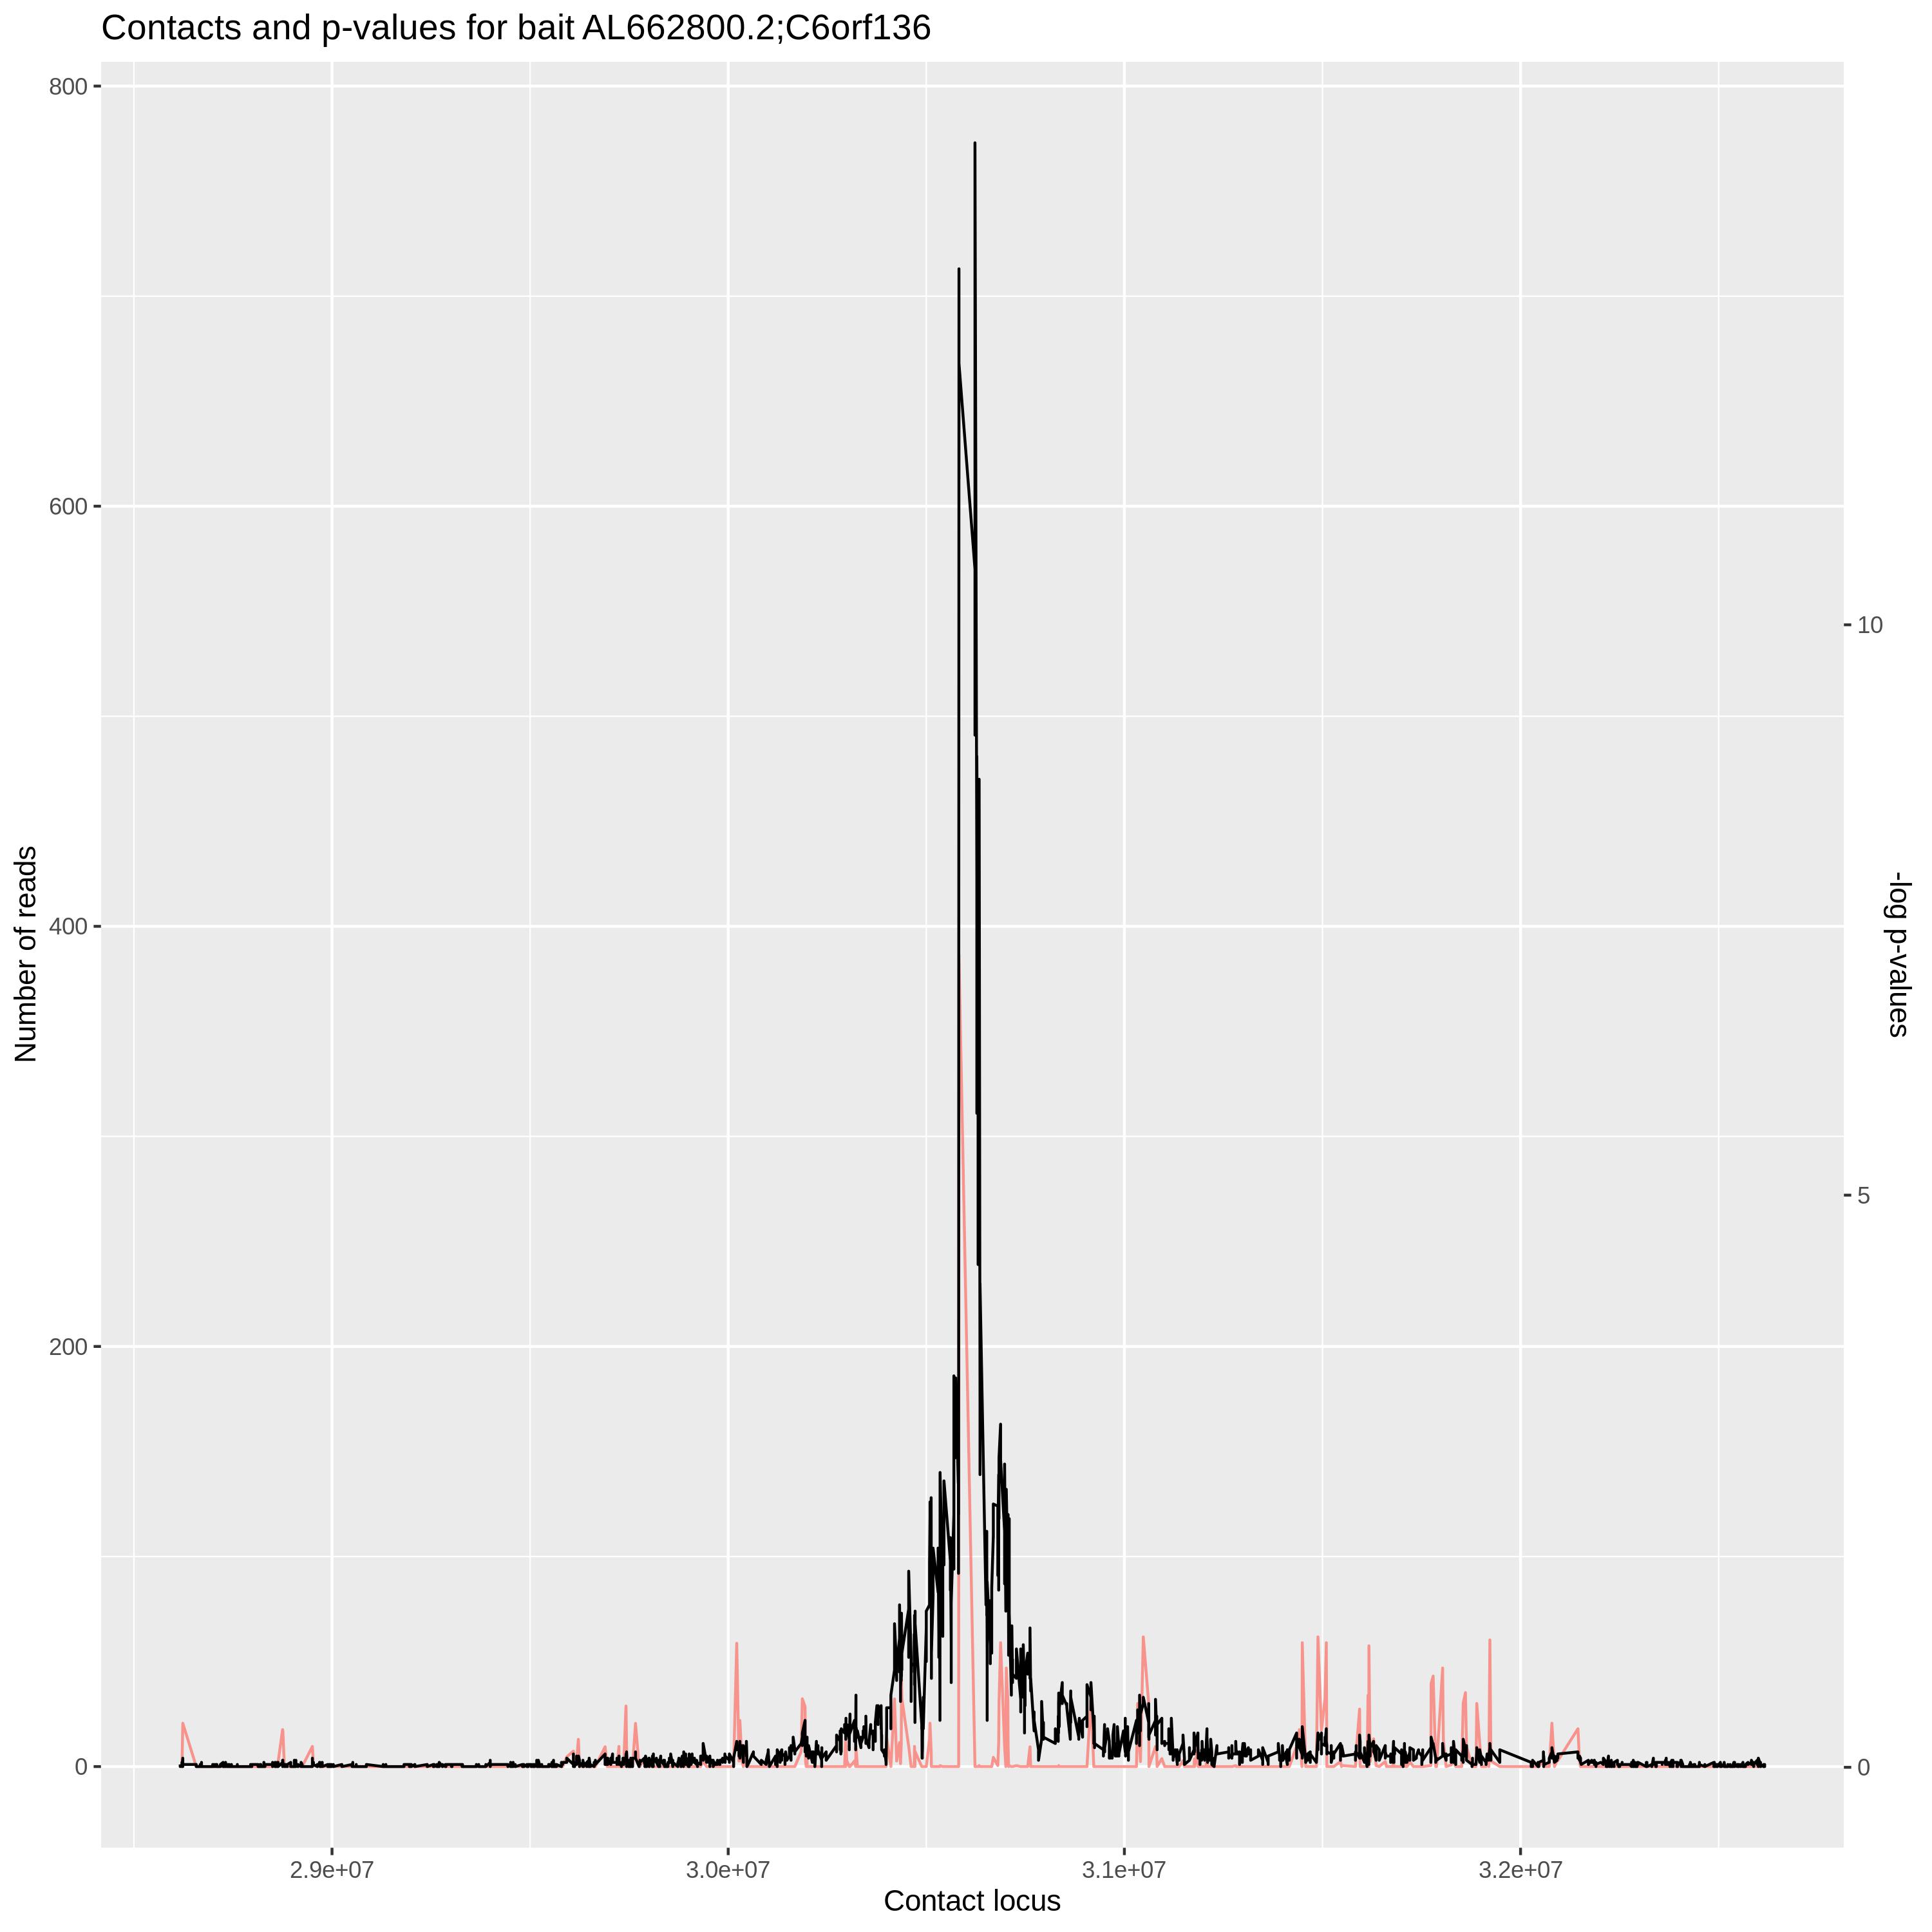 Contacts and p-values for bait AL662800.2;C6orf136
800
600
400
200
0
Number of reads
10
5
0
-log p-values
2.9e+07 3.0e+07 3.1e+07 3.2e+07
Contact locus